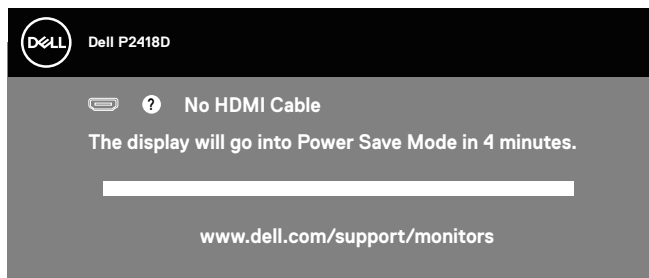 DELL
Dell P2418D
? No HDMI Cable
The display will go into Power Save Mode in 4 minutes.
www.dell.com/support/monitors